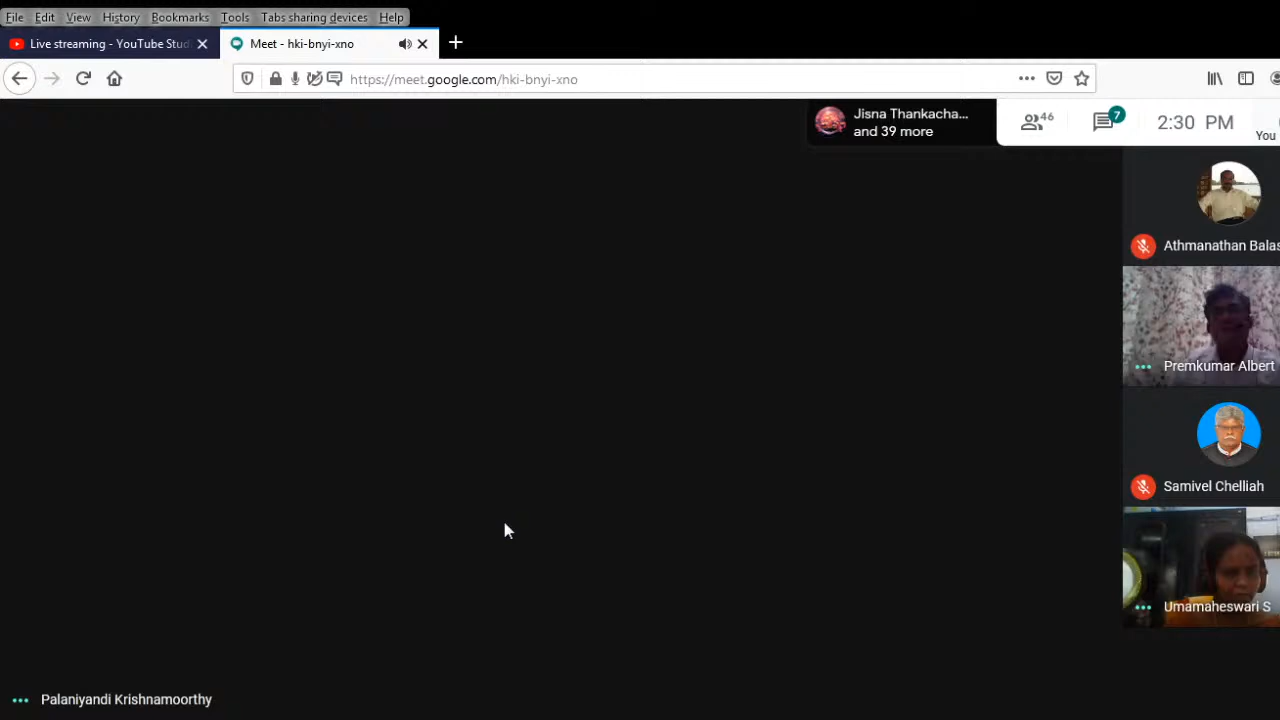 File Edit View History Bookmarks Tools Tabs sharing devices Help
Live streaming - YouTube Stud
Meet - hki-bnyi-xno
https://meet.google.com/hki-bnyi-xno
Jisna Thankacha...
and 39 more
46
7
2:30 PM
You
Athmanathan Balas
Premkumar Albert
Samivel Chelliah
Umamaheswari S
Palaniyandi Krishnamoorthy